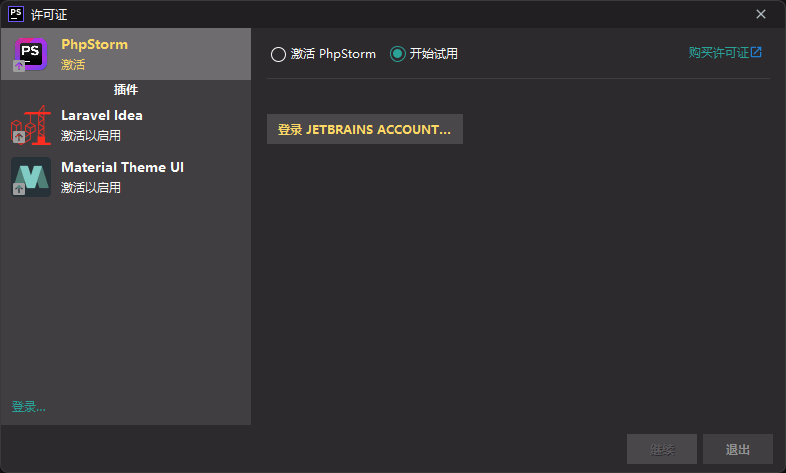 PS 许可证
PS PhpStorm
激活
插件
Laravel Idea
激活以启用
Material Theme UI
激活以启用
登录...
激活 PhpStorm 开始试用 购买许可证
登录 JETBRAINS ACCOUNT...
继续 退出